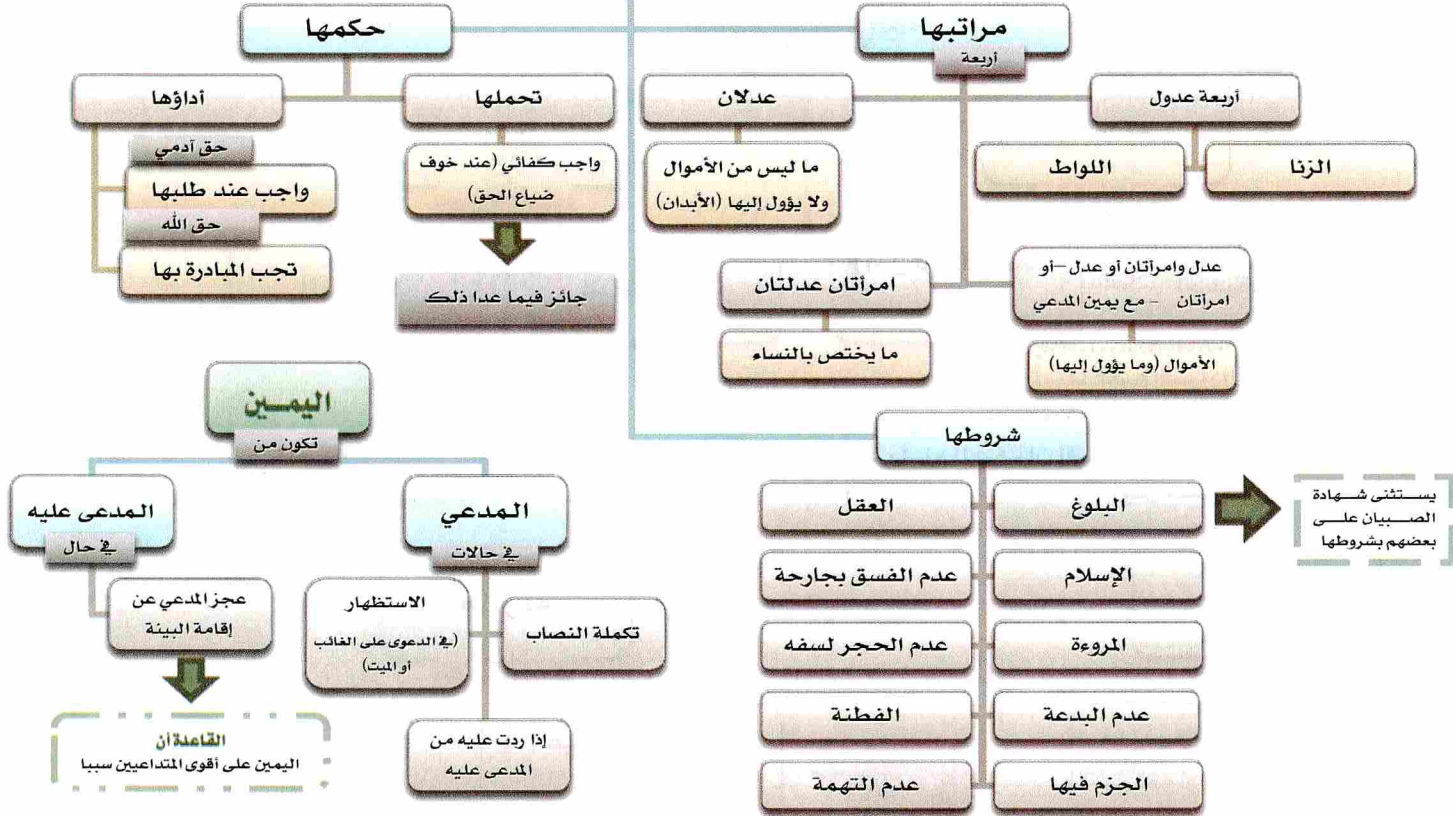 مراتبها
أربعة
أربعة عدول
الزنا
اللواط
عدلان
ما ليس من الأموال
ولا يؤول إليها (الأبدان)
عدل وامرأتان أو عدل –أو
امرأتان – مع يمين المدعي
الأموال (وما يؤول إليها)
امرأتان عدلتان
ما يختص بالنساء
حكمها
تحملها
واجب كفائي (عند خوف
ضياع الحق)
جائز فيما عدا ذلك
أداؤها
حق آدمي
واجب عند طلبها
حق الله
تجب المبادرة بها
شروطها
البلوغ
يستثنى شهادة
الصبيان على
بعضهم بشروطها
العقل
الإسلام
عدم الفسق بجارحة
المروءة
عدم الحجر لسفه
عدم البدعة
الفطنة
الجزم فيها
عدم التهمة
اليمين
تكون من
المدعي
في حالات
تكملة النصاب
الاستظهار
(في الدعوى على الغائب
أو الميت)
إذا ردت عليه من
المدعى عليه
المدعى عليه
في حال
عجز المدعي عن
إقامة البينة
القاعدة أن
اليمين على أقوى المتداعيين سببا